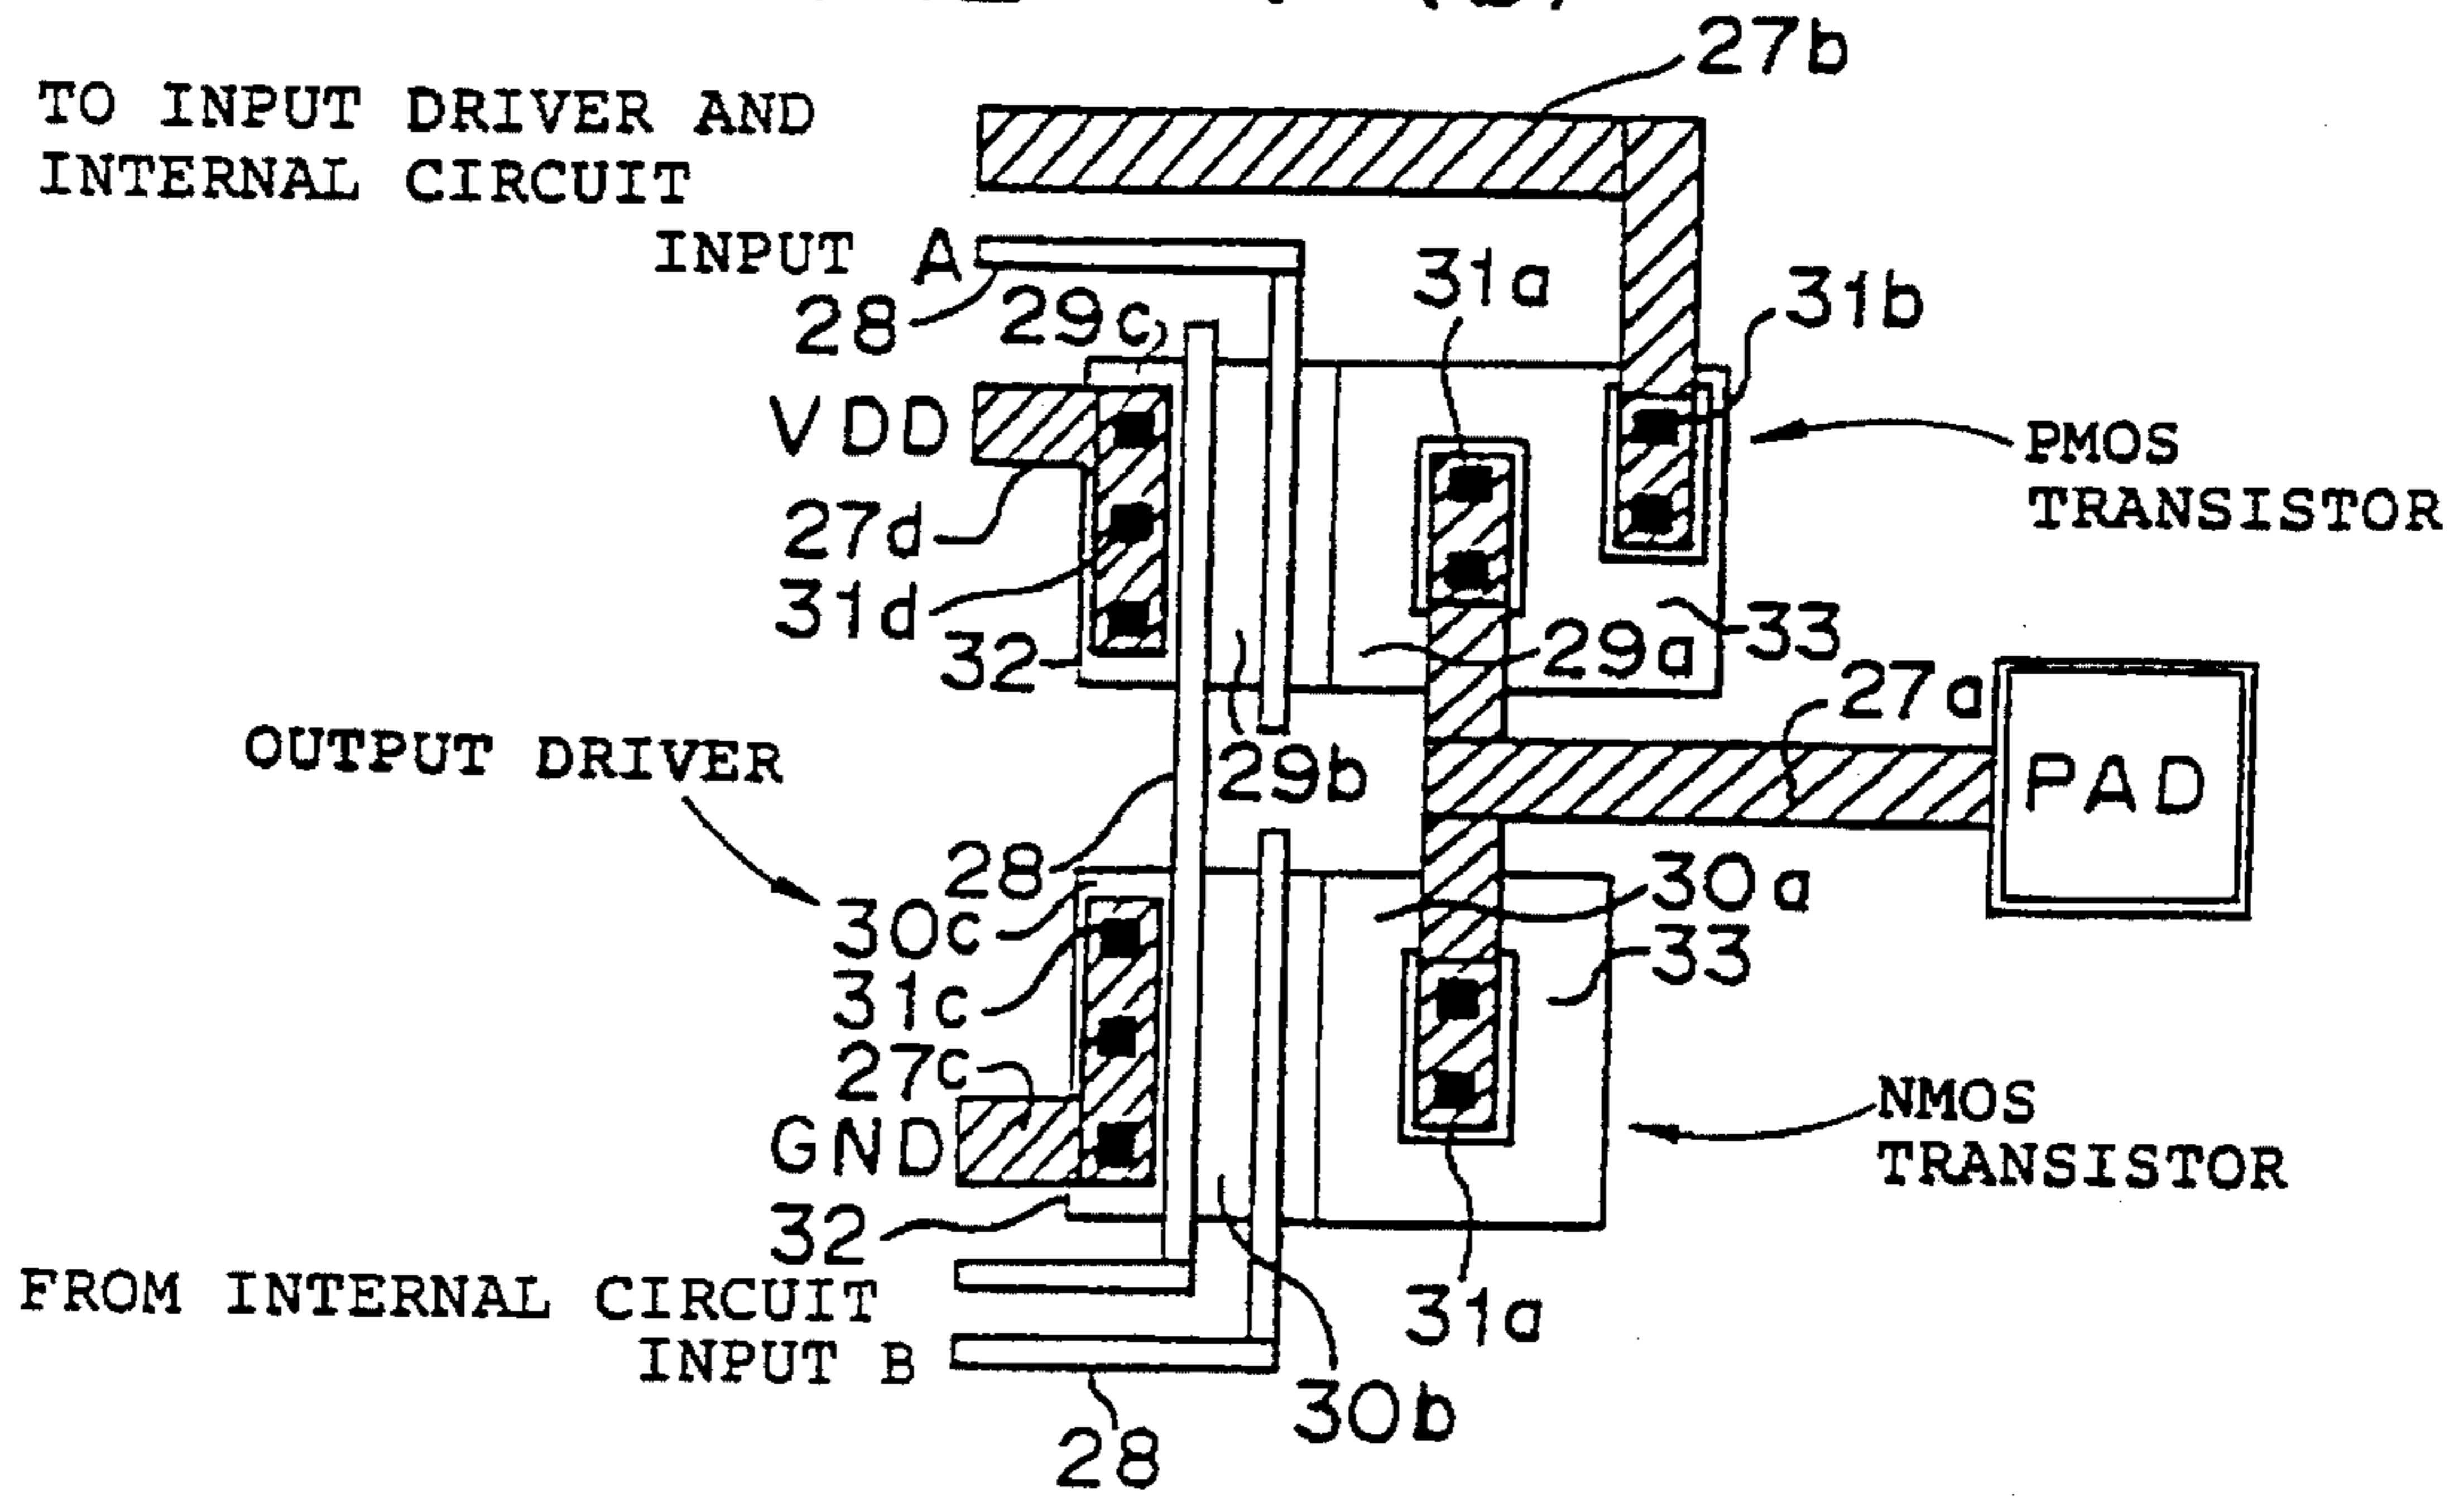 27b
TO INPUT DRIVER AND
INTERNAL CIRCUIT
INPUT A
28
29c
31a
31b
VDD
PMOS
TRANSISTOR
27d
31d
32
29a
33
27a
OUTPUT DRIVER
29b
PAD
28
30a
30c
33
31c
27c
GND
NMOS
TRANSISTOR
32
FROM INTERNAL CIRCUIT
31a
INPUT B
30b
28